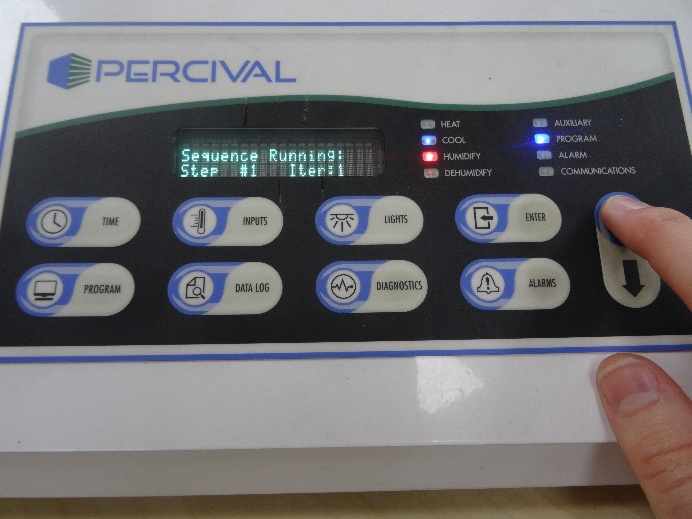 PERCIVAL
Sequence Running:
Step #1 Iter:1
HEAT
COOL
HUMIDIFY
DEHUMIDIFY
AUXILIARY
PROGRAM
ALARM
COMMUNICATIONS
TIME
INPUTS
LIGHTS
ENTER
PROGRAM
DATA LOG
DIAGNOSTICS
ALARMS